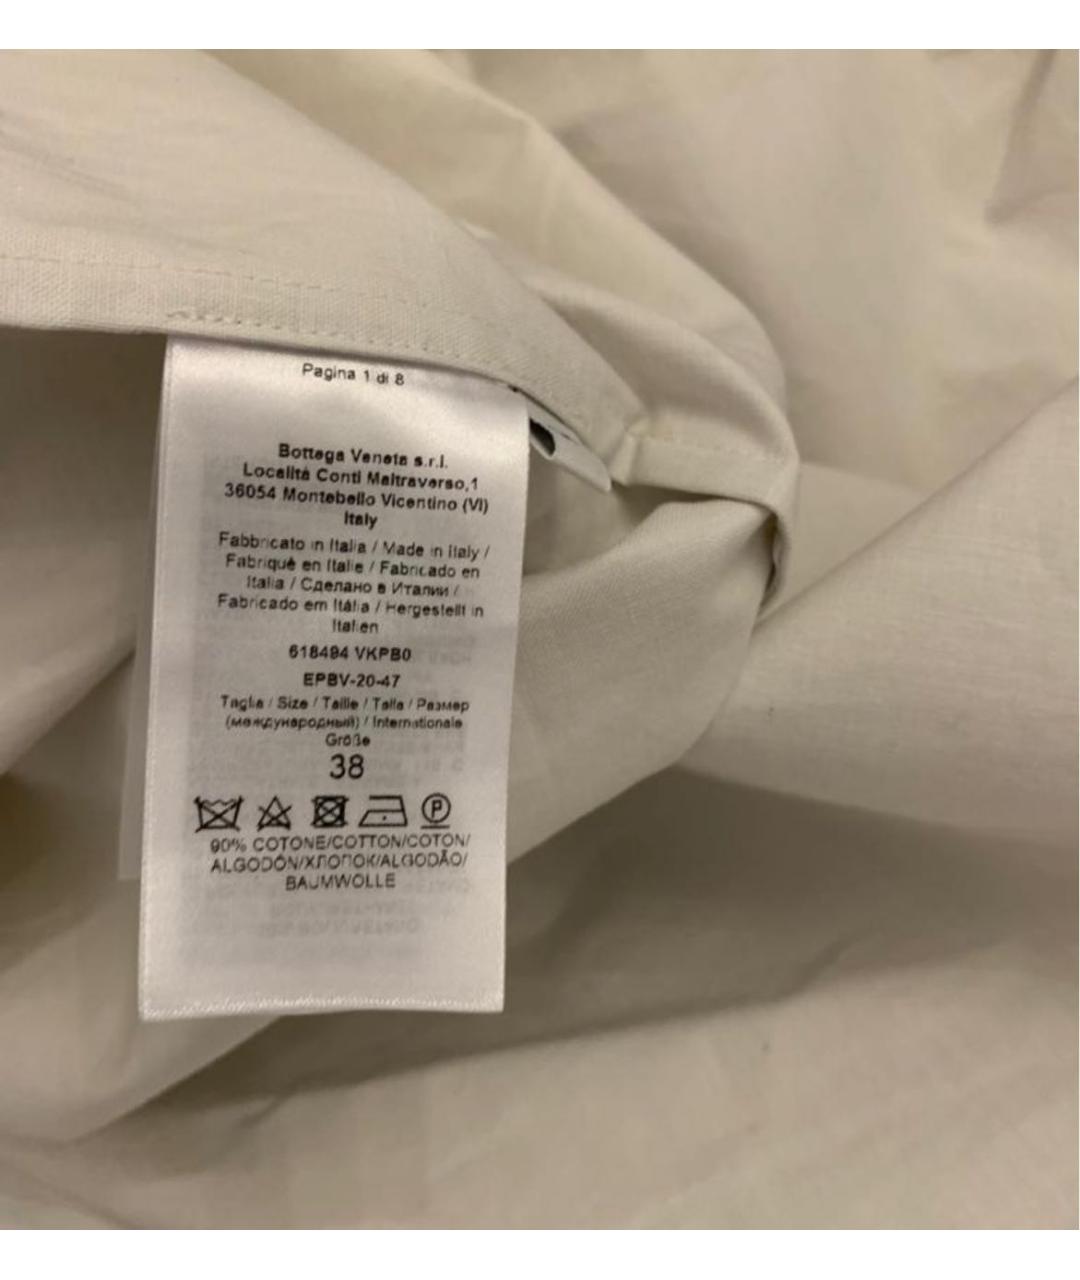 Pagina 1 di 8
Bottega Veneta s.r.l.
Località Conti Maltraverso,1
36054 Montebello Vicentino (VI)
Italy
Fabbricato in Italia / Made in Italy /
Fabriqué en Italie / Fabricado en
Italia / Сделано в Италии /
Fabricado em Itália / Hergestellt in
Italien
618494 VKPB0
EPBV-20-47
Taglia / Size / Taille / Talla / Размер
(международный) / Internationale
Größe
38
P
90% COTONE/COTTON/COTON/
ALGODÓN/ХЛОПОК/ALGODÃO/
BAUMWOLLE